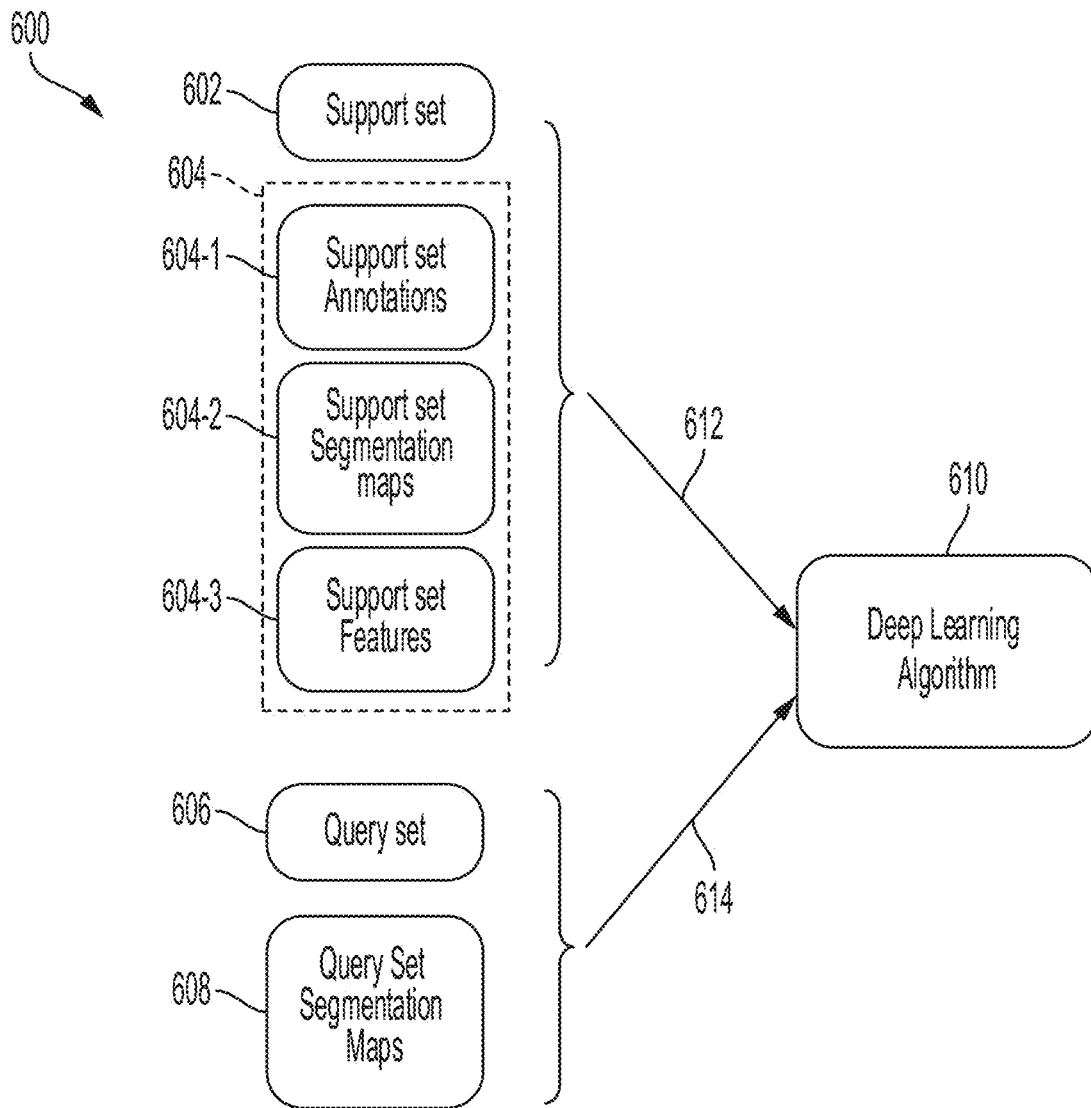 600
602
Support set
604
604-1
Support set
Annotations
604-2
Support set
Segmentation
maps
612
610
604-3
Support set
Features
Deep Learning
Algorithm
606
Query set
614
608
Query Set
Segmentation
Maps